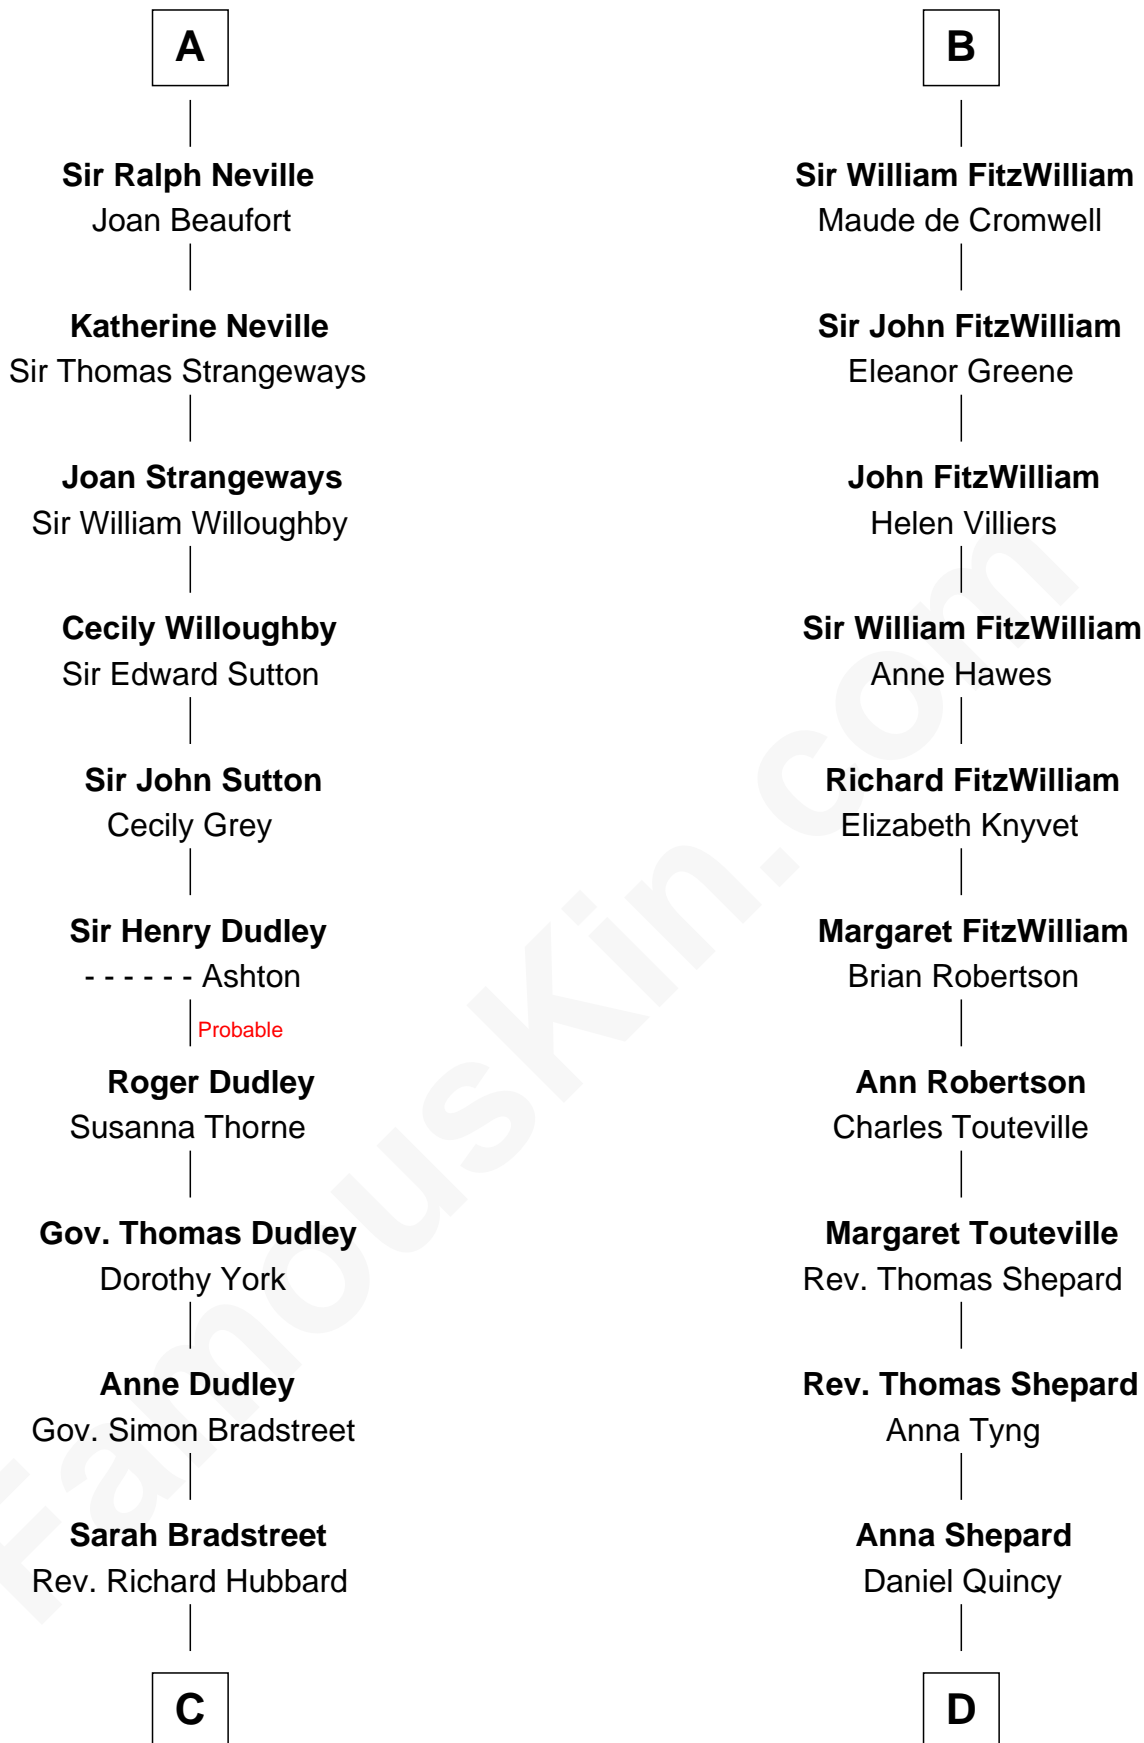 A
Sir Ralph Neville
Joan Beaufort
Katherine Neville
Sir Thomas Strangeways
Joan Strangeways
Sir William Willoughby
Cecily Willoughby
Sir Edward Sutton
Sir John Sutton
Cecily Grey
Sir Henry Dudley
- - - - - - Ashton
Probable
Roger Dudley
Susanna Thorne
Gov. Thomas Dudley
Dorothy York
Anne Dudley
Gov. Simon Bradstreet
Sarah Bradstreet
Rev. Richard Hubbard
C
B
Sir William FitzWilliam
Maude de Cromwell
Sir John FitzWilliam
Eleanor Greene
John FitzWilliam
Helen Villiers
Sir William FitzWilliam
Anne Hawes
Richard FitzWilliam
Elizabeth Knyvet
Margaret FitzWilliam
Brian Robertson
Ann Robertson
Charles Touteville
Margaret Touteville
Rev. Thomas Shepard
Rev. Thomas Shepard
Anna Tyng
Anna Shepard
Daniel Quincy
D
FamousKin.com